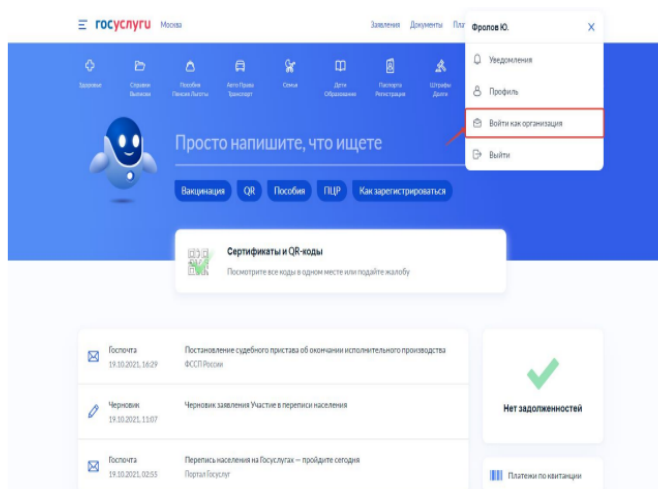 госуслуги Москва Заявления Документы Пла
Фролов Ю.
Уведомления
Профиль
Войти как организация
Выйти
Здоровье
Справки
Выписки
Пособия
Пенсия Льготы
Авто Права
Транспорт
Семья
Дети
Образование
Паспорта
Регистрация
Штрафы
Долги
Просто напишите, что ищете
Вакцинация QR Пособия ПЦР Как зарегистрироваться
Сертификаты и QR-коды
Посмотрите все коды в одном месте или подайте жалобу
Госпочта
19.10.2021, 16:29
Постановление судебного пристава об окончании исполнительного производства
ФССП России
Черновик
19.10.2021, 11:07
Черновик заявления Участие в переписи населения
Госпочта
19.10.2021, 02:55
Перепись населения на Госуслугах — пройдите сегодня
Портал Госуслуг
Нет задолженностей
Платежи по квитанции